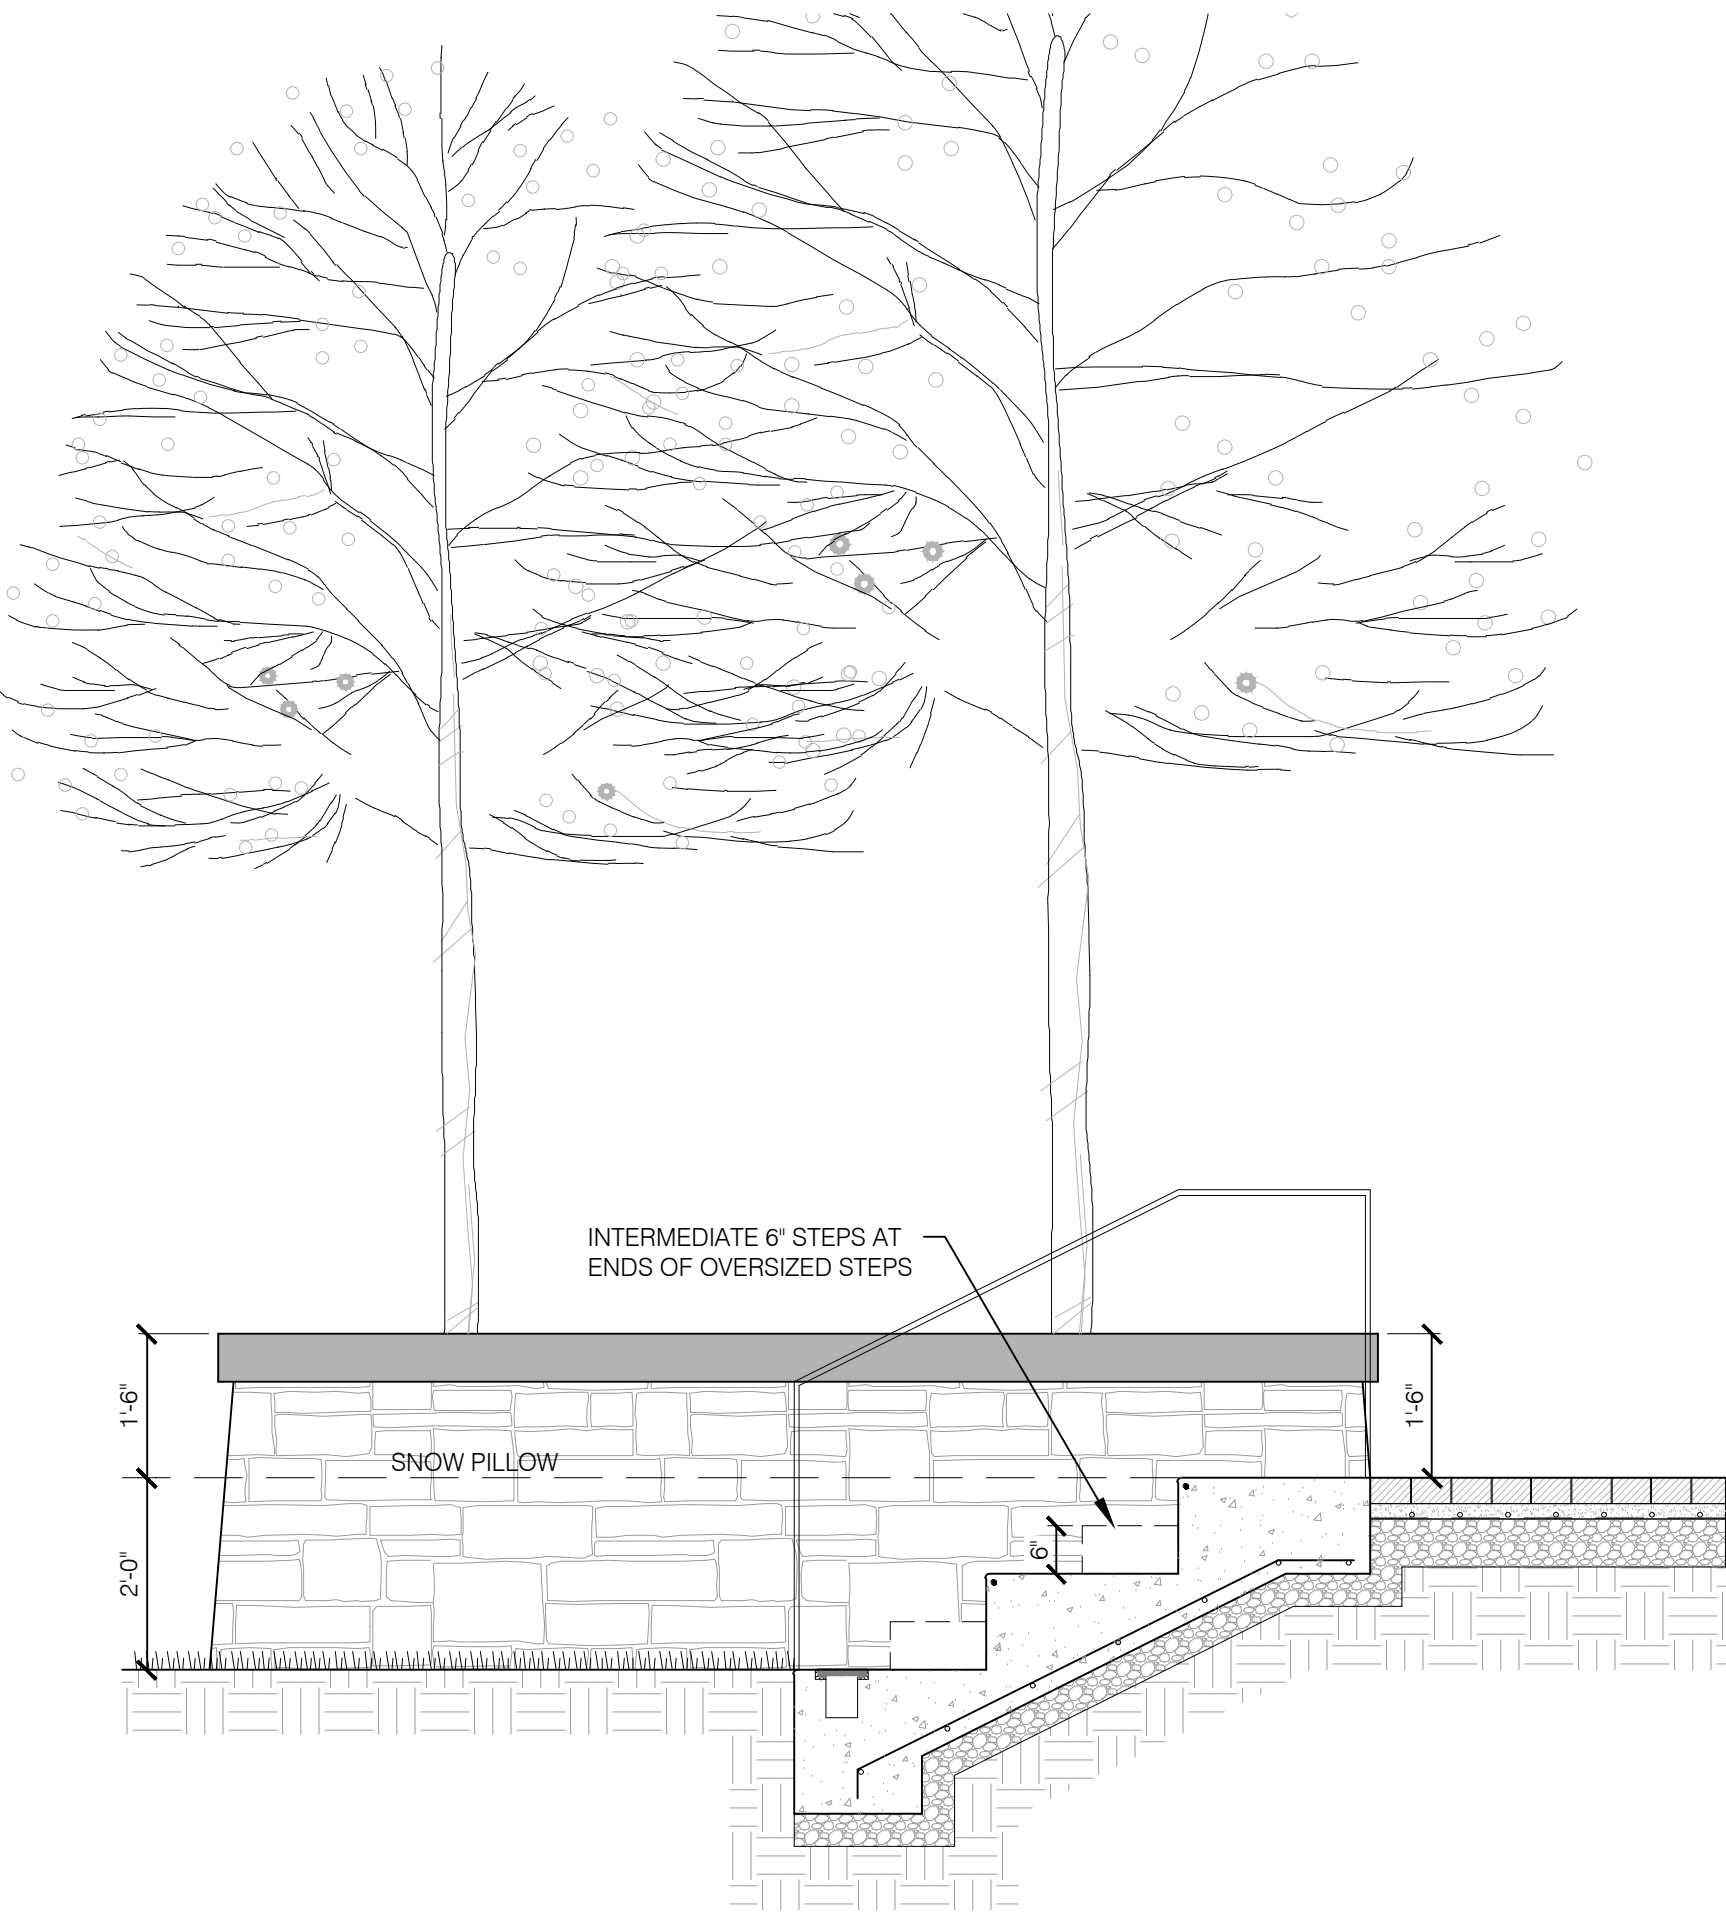 INTERMEDIATE 6" STEPS AT
ENDS OF OVERSIZED STEPS
1'-6"
1'-6"
SNOW PILLOW
6"
2'-0"